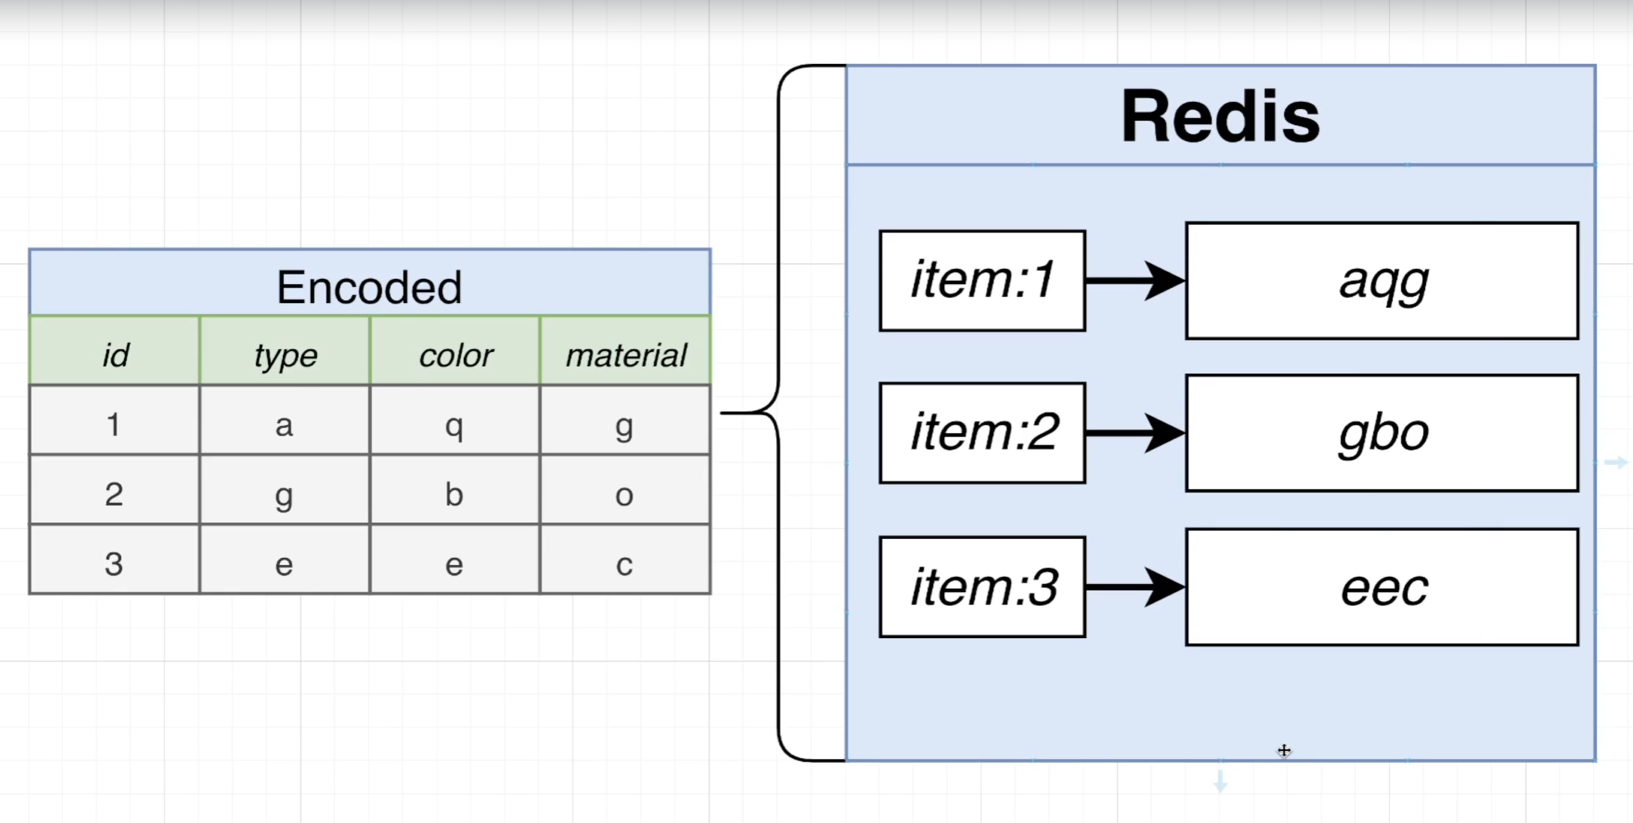 Redis
Encoded
id type color material
1 a q g
2 g b o
3 e e c
item:1 aqg
item:2 gbo
item:3 eec